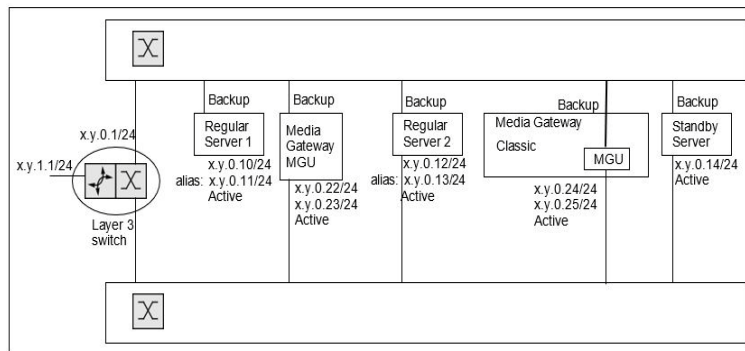 Backup
Backup
Backup
Backup
Backup
x.y.0.1/24
x.y.1.1/24
Layer 3
switch
Regular
Server 1
x.y.0.10/24
alias: x.y.0.11/24
Active
Media
Gateway
MGU
x.y.0.22/24
x.y.0.23/24
Active
Regular
Server 2
x.y.0.12/24
alias: x.y.0.13/24
Active
Media Gateway
Classic
MGU
x.y.0.24/24
x.y.0.25/24
Active
Standby
Server
x.y.0.14/24
Active